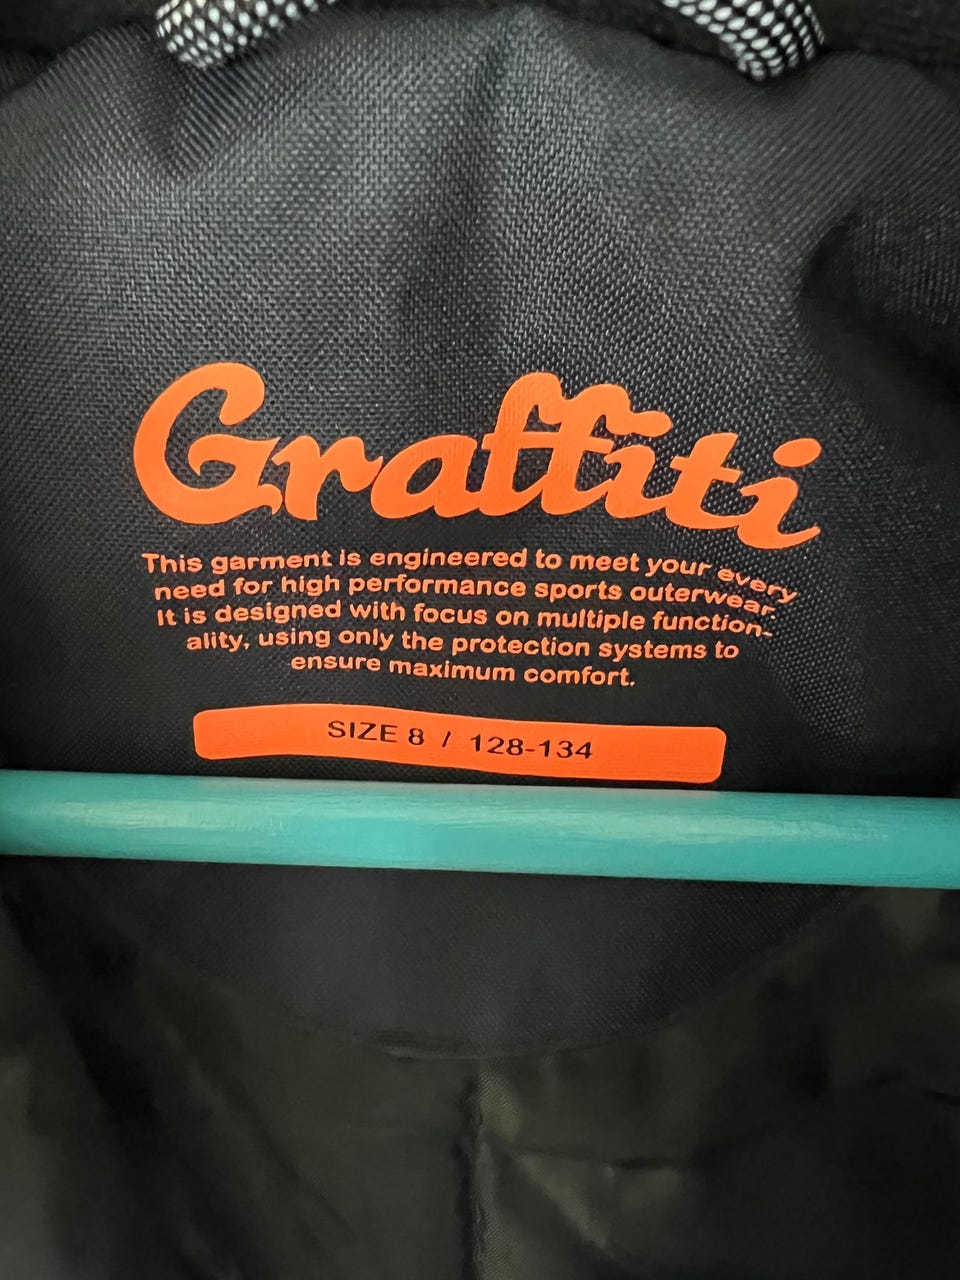 Graffiti
This garment is engineered to meet your every
need for high performance sports outerwear.
It is designed with focus on multiple function-
ality, using only the protection systems to
ensure maximum comfort.
SIZE 8 / 128-134